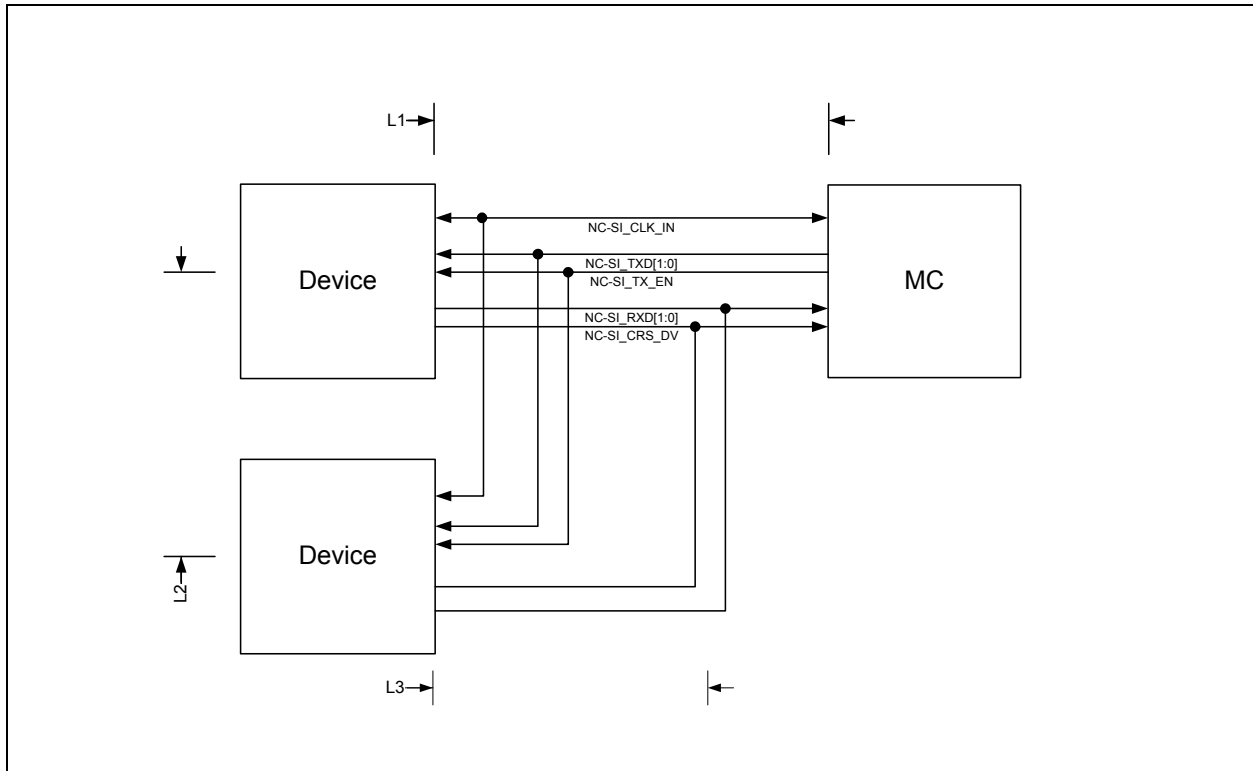 L1
NC-SI_CLK_IN
Device
NC-SI_TXD[1:0]
NC-SI_TX_EN
MC
NC-SI_RXD[1:0]
NC-SI_CRS_DV
Device
L2
L3